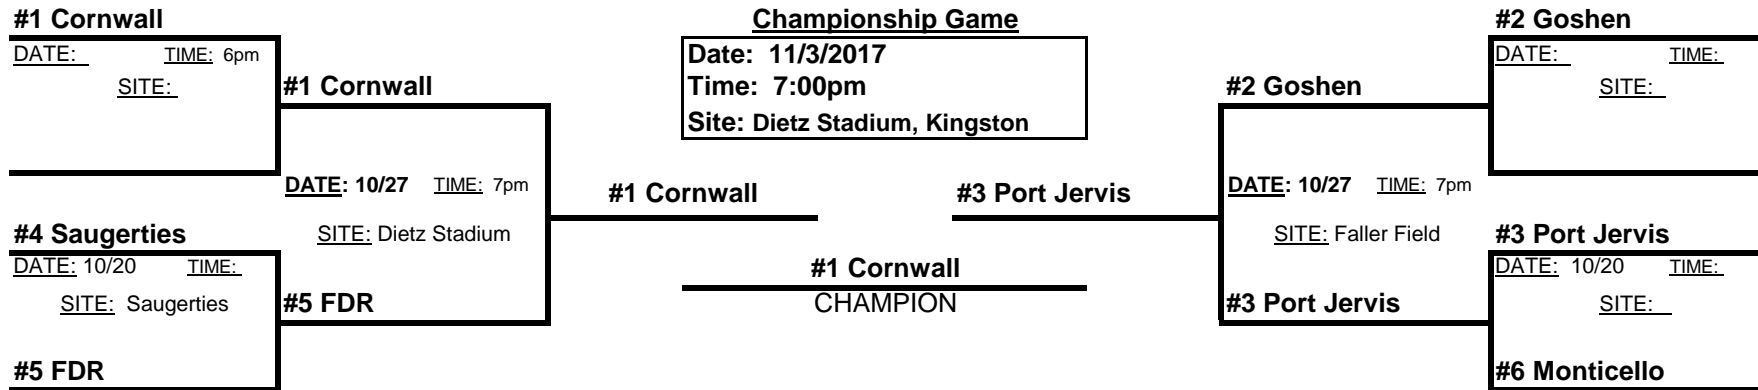 #1 Cornwall
DATE: TIME: 6pm
SITE:
#1 Cornwall
DATE: 10/27 TIME: 7pm
SITE: Dietz Stadium
#4 Saugerties
DATE: 10/20 TIME:
SITE: Saugerties
#5 FDR
#5 FDR
#1 Cornwall
Championship Game
Date: 11/3/2017
Time: 7:00pm
Site: Dietz Stadium, Kingston
#1 Cornwall
CHAMPION
#3 Port Jervis
#2 Goshen
DATE: 10/27 TIME: 7pm
SITE: Faller Field
#3 Port Jervis
#2 Goshen
DATE: TIME:
SITE:
#3 Port Jervis
DATE: 10/20 TIME:
SITE:
#6 Monticello